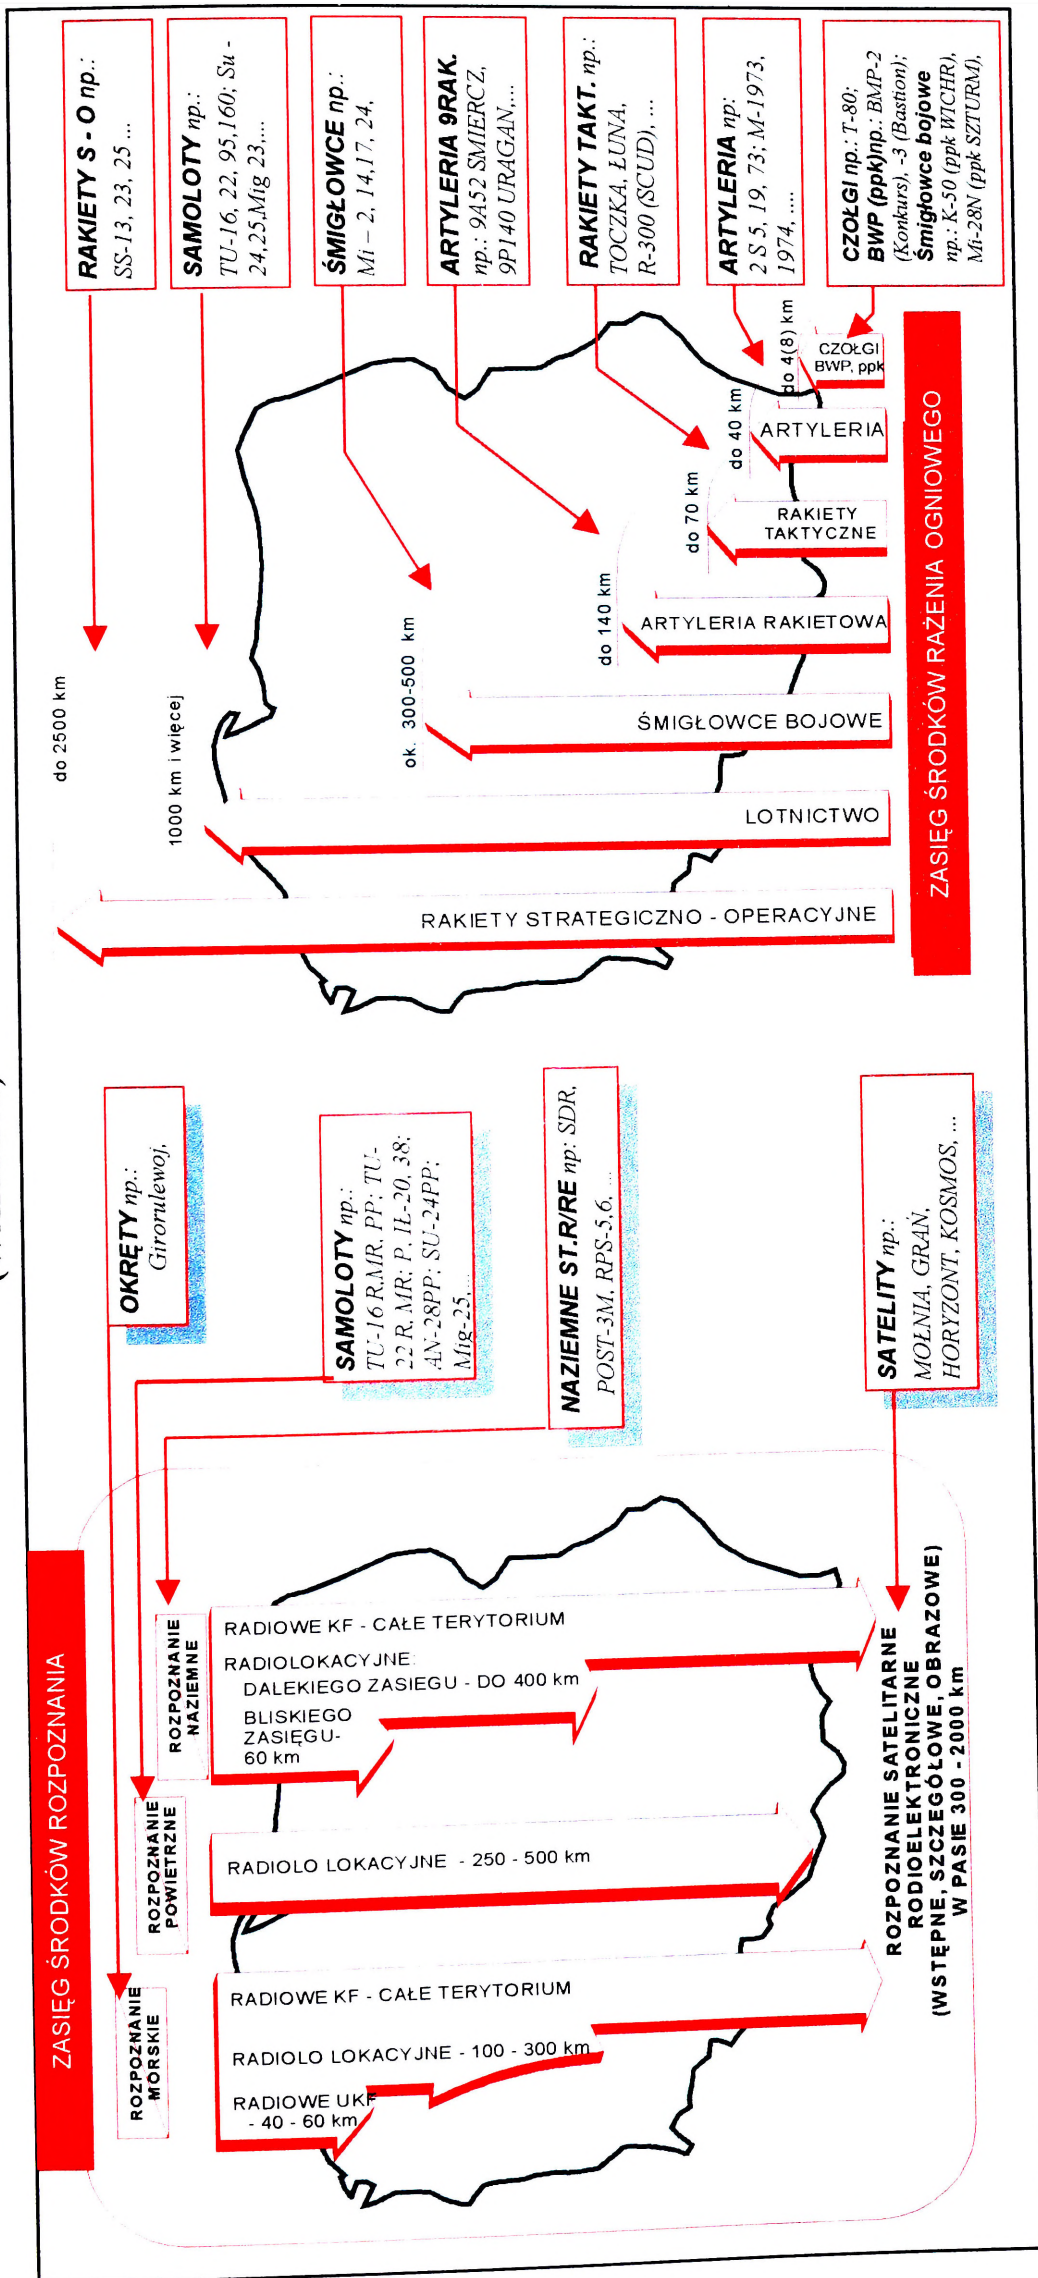 ZASIĘG ŚRODKÓW ROZPOZNANIA
ROZPOZNANIE
MORSKIE
ROZPOZNANIE
POWIETRZNE
ROZPOZNANIE
NAZIEMNE
RADIOWE KF - CAŁE TERYTORIUM
RADIOLO LOKACYJNE - 100 - 300 km
RADIOWE UKF
- 40 - 60 km
RADIOLO LOKACYJNE - 250 - 500 km
RADIOWE KF - CAŁE TERYTORIUM
RADIOLOKACYJNE:
DALEKIEGO ZASIEGU - DO 400 km
BLISKIEGO
ZASIĘGU-
60 km
ROZPOZNANIE SATELITARNE
RODIOELEKTRONICZNE
(WSTĘPNE, SZCZEGÓŁOWE, OBRAZOWE)
W PASIE 300 - 2000 km
OKRĘTY np.:
Girorulewoj,
SAMOLOTY np.:
TU-16 R,MR, PP; TU-
22 R, MR; P, IŁ-20, 38;
AN-28PP; SU-24PP;
Mig-25,...
NAZIEMNE ST.R/RE np: SDR,
POST-3M, RPS-5,6, ...
SATELITY np.:
MOŁNIA, GRAŃ,
HORYZONT, KOSMOS, ...
RAKIETY S - O np.:
SS-13, 23, 25...
SAMOLOTY np.:
TU-16, 22, 95,160; Su -
24,25,Mig 23,...
ŚMIGŁOWCE np.:
Mi – 2, 14,17, 24,
ARTYLERIA 9RAK.
np.: 9A52 SMIERCZ,
9P140 URAGAN,...
RAKIETY TAKT. np.:
TOCZKA, ŁUNA,
R-300 (SCUD), ...
ARTYLERIA np:
2 S 5, 19, 73; M-1973,
1974, ....
CZOŁGI np.: T-80;
BWP (ppk)np.: BMP-2
(Konkurs), -3 (Bastion);
Śmigłowce bojowe
np.: K-50 (ppk WICHR),
Mi-28N (ppk SZTURM),
do 2500 km
1000 km i więcej
ok. 300-500 km
do 140 km
do 70 km
do 40 km
do 4(8) km
RAKIETY STRATEGICZNO - OPERACYJNE
LOTNICTWO
ŚMIGŁOWCE BOJOWE
ARTYLERIA RAKIETOWA
RAKIETY
TAKTYCZNE
ARTYLERIA
CZOŁGI
BWP, ppk
ZASIĘG ŚRODKÓW RAŻENIA OGNIOWEGO